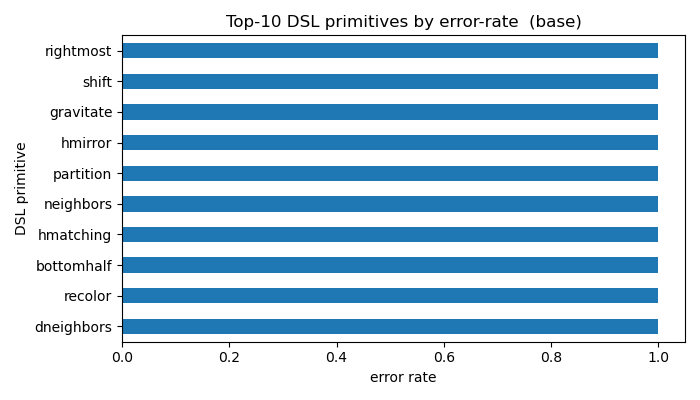 Top-10 DSL primitives by error-rate  (base)
DSL primitive
rightmost
shift
gravitate
hmirror
partition
neighbors
hmatching
bottomhalf
recolor
dneighbors
0.0 0.2 0.4 0.6 0.8 1.0
error rate